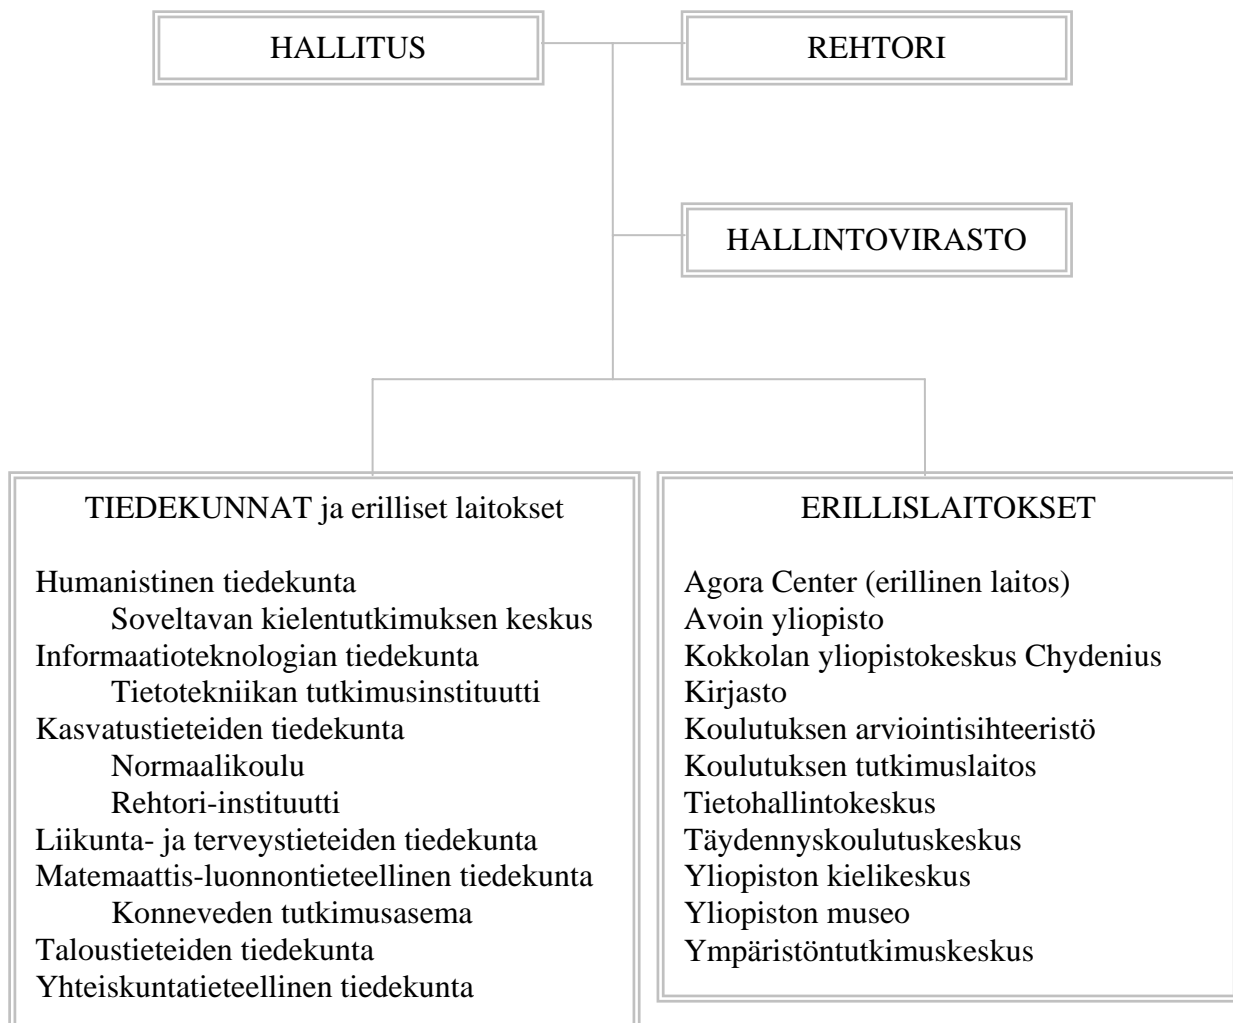 HALLITUS
REHTORI
HALLINTOVIRASTO
TIEDEKUNNAT ja erilliset laitokset
Humanistinen tiedekunta
Soveltavan kielentutkimuksen keskus
Informaatioteknologian tiedekunta
Tietotekniikan tutkimusinstituutti
Kasvatustieteiden tiedekunta
Normaalikoulu
Rehtori-instituutti
Liikunta- ja terveystieteiden tiedekunta
Matemaattis-luonnontieteellinen tiedekunta
Konneveden tutkimusasema
Taloustieteiden tiedekunta
Yhteiskuntatieteellinen tiedekunta
ERILLISLAITOKSET
Agora Center (erillinen laitos)
Avoin yliopisto
Kokkolan yliopistokeskus Chydenius
Kirjasto
Koulutuksen arviointisihteeristö
Koulutuksen tutkimuslaitos
Tietohallintokeskus
Täydennyskoulutuskeskus
Yliopiston kielikeskus
Yliopiston museo
Ympäristöntutkimuskeskus